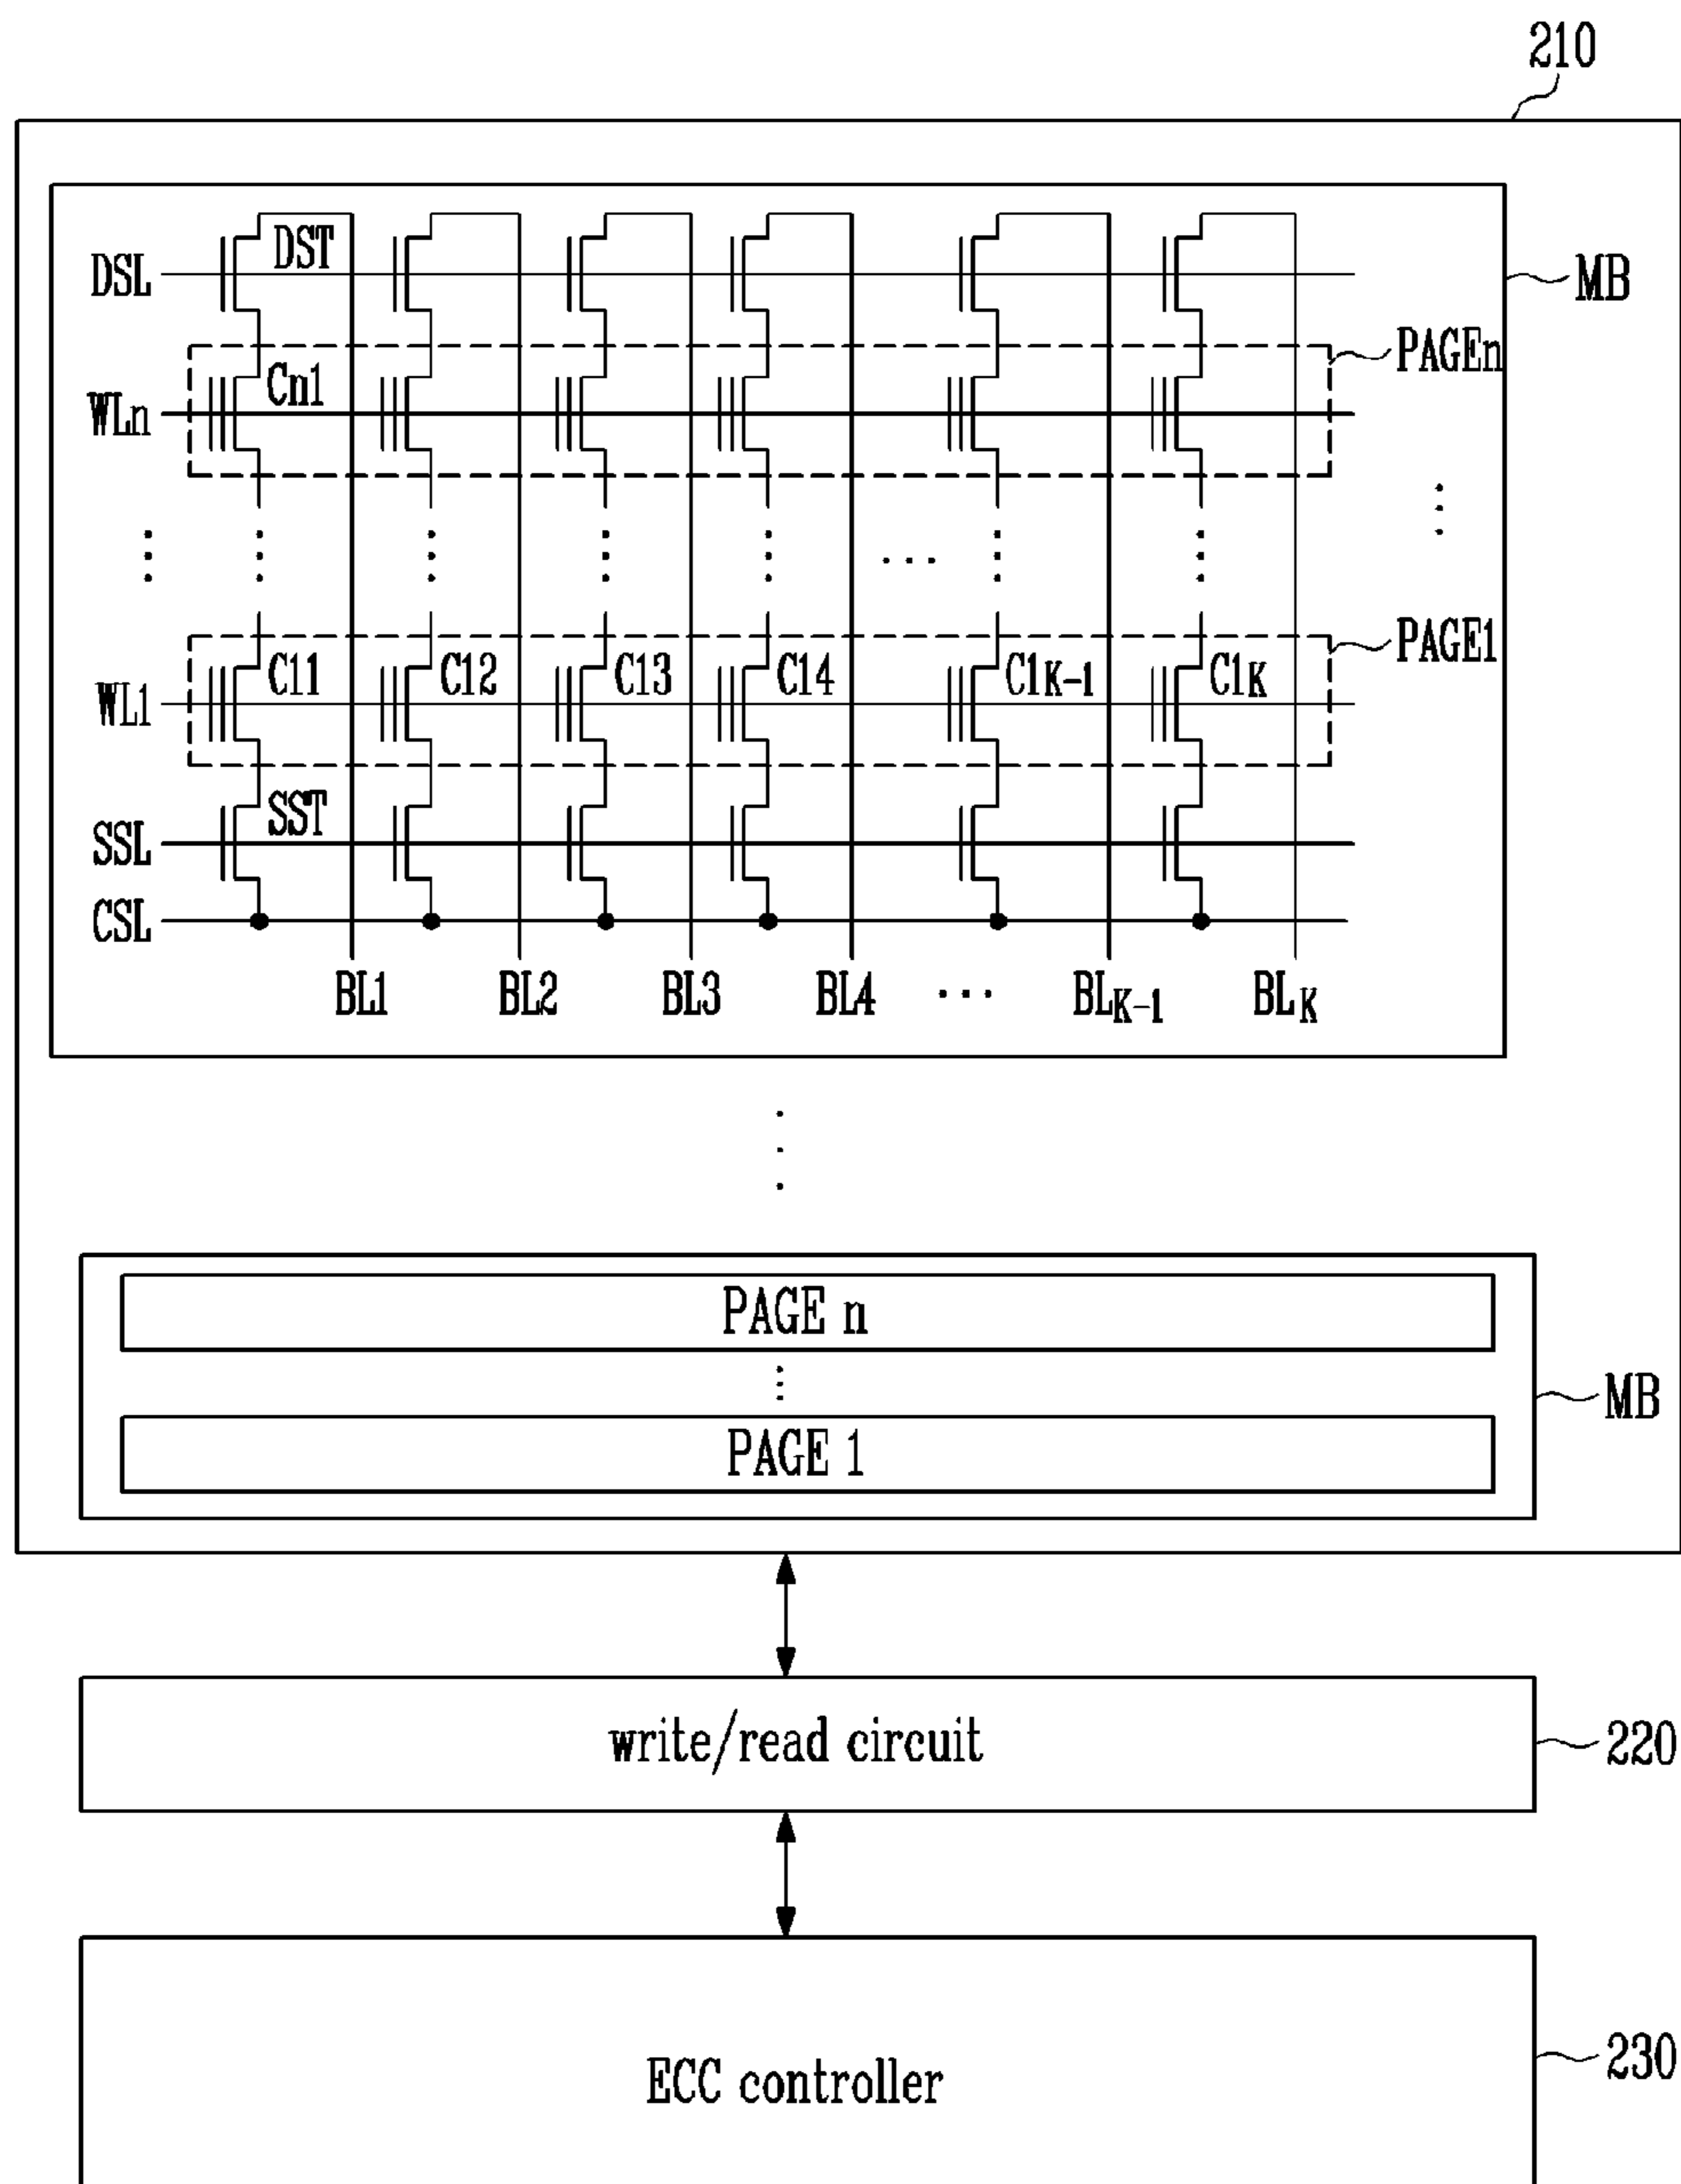 210
DSL DST MB
PAGEn
WLn Cn1
PAGE1
WL1 C11 C12 C13 C14 C1K-1 C1K
SSL SST
CSL
BL1 BL2 BL3 BL4 ... BLK-1 BLK
PAGE n
MB
PAGE 1
write/read circuit 220
ECC controller 230